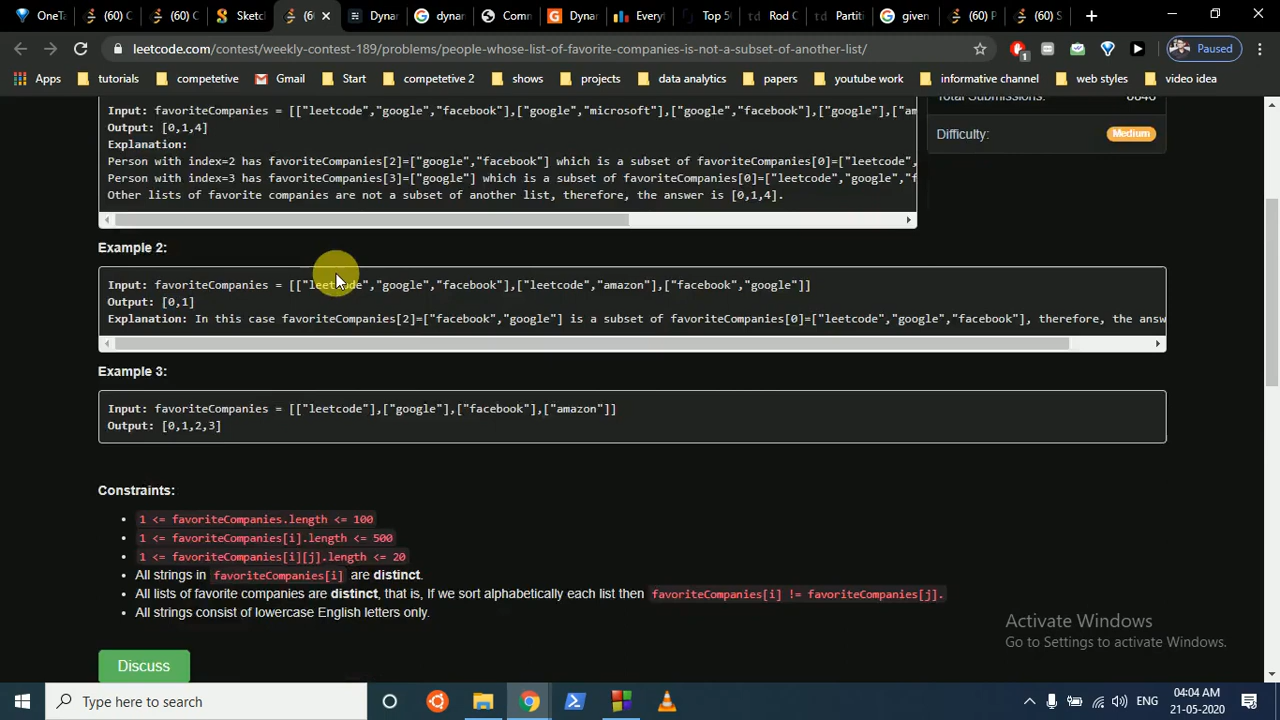 OneTa
(60) C
(60) C
Sketc
(6(
Dynar
dynar
Comn
Dynar
Every
Top 5(
Rod C
Partiti
given
(60) P
(60) S
leetcode.com/contest/weekly-contest-189/problems/people-whose-list-of-favorite-companies-is-not-a-subset-of-another-list/
1
Paused
Apps tutorials competetive Gmail Start competetive 2 shows projects data analytics papers youtube work informative channel web styles video idea
Input: favoriteCompanies = [["leetcode","google","facebook"],["google","microsoft"],["google","facebook"],["google"],["am
Output: [0,1,4]
Explanation:
Person with index=2 has favoriteCompanies[2]=["google","facebook"] which is a subset of favoriteCompanies[0]=["leetcode",
Person with index=3 has favoriteCompanies[3]=["google"] which is a subset of favoriteCompanies[0]=["leetcode","google","f
Other lists of favorite companies are not a subset of another list, therefore, the answer is [0,1,4].
Total Submissions:
Difficulty: Medium
Example 2:
Input: favoriteCompanies = [["leetcode","google","facebook"],["leetcode","amazon"],["facebook","google"]]
Output: [0,1]
Explanation: In this case favoriteCompanies[2]=["facebook","google"] is a subset of favoriteCompanies[0]=["leetcode","google","facebook"], therefore, the answ
Example 3:
Input: favoriteCompanies = [["leetcode"],["google"],["facebook"],["amazon"]]
Output: [0,1,2,3]
Constraints:
1 <= favoriteCompanies.length <= 100
1 <= favoriteCompanies[i].length <= 500
1 <= favoriteCompanies[i][j].length <= 20
All strings in favoriteCompanies[i] are distinct.
All lists of favorite companies are distinct, that is, If we sort alphabetically each list then favoriteCompanies[i] != favoriteCompanies[j].
All strings consist of lowercase English letters only.
Discuss
Activate Windows
Go to Settings to activate Windows.
Type here to search
ENG
04:04 AM
21-05-2020